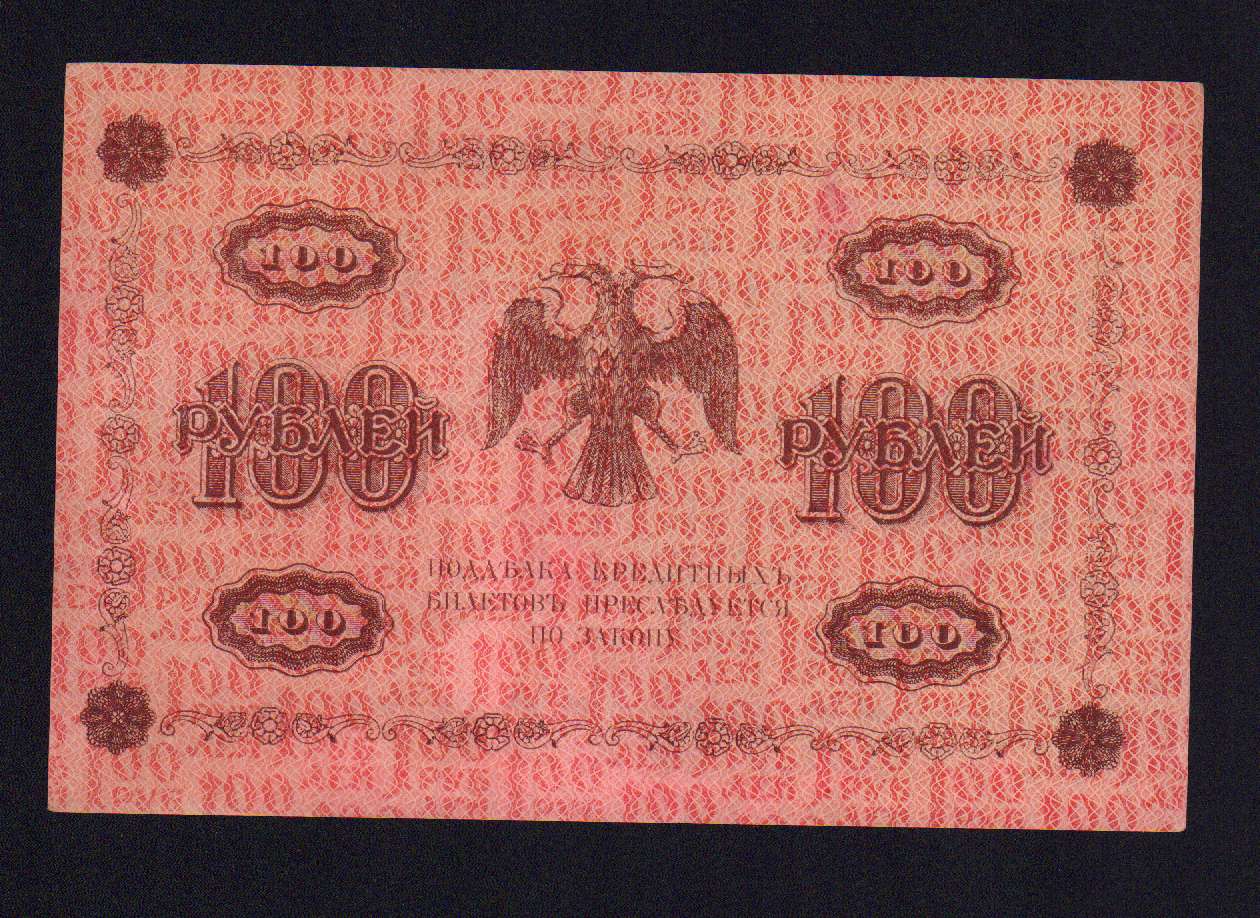 100 100
100 РУБЛЕЙ 100 РУБЛЕЙ
ПОДДѢЛКА КРЕДИТНЫХЪ
БИЛЕТОВЪ ПРЕСЛѢДУЕТСЯ
ПО ЗАКОНУ
100 100